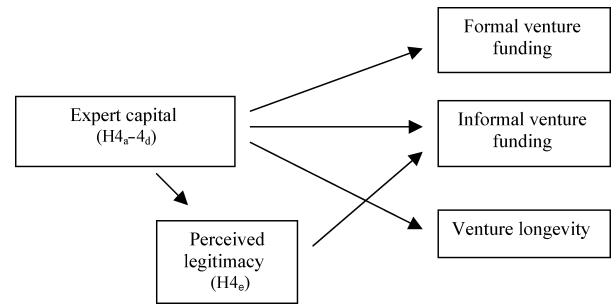 Formal venture
funding
Expert capital
(H4a–4d)
Informal venture
funding
Perceived
legitimacy
(H4e)
Venture longevity